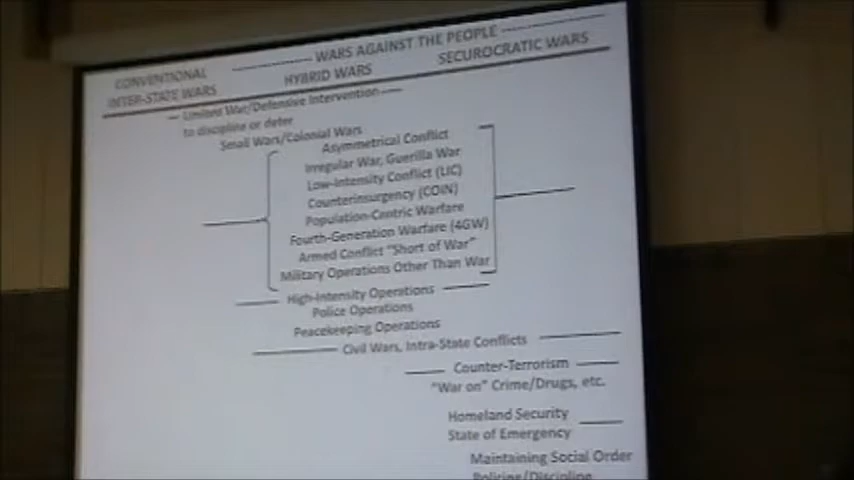 WARS AGAINST THE PEOPLE
CONVENTIONAL
INTER-STATE WARS
HYBRID WARS
SECUROCRATIC WARS
Limited War/Defensive Intervention
to discipline or deter
Small Wars/Colonial Wars
Asymmetrical Conflict
Irregular War, Guerilla War
Low-Intensity Conflict (LIC)
Counterinsurgency (COIN)
Population-Centric Warfare
Fourth-Generation Warfare (4GW)
Armed Conflict "Short of War"
Military Operations Other Than War
High-Intensity Operations
Police Operations
Peacekeeping Operations
Civil Wars, Intra-State Conflicts
Counter-Terrorism
"War on" Crime/Drugs, etc.
Homeland Security
State of Emergency
Maintaining Social Order
Policing/Discipline